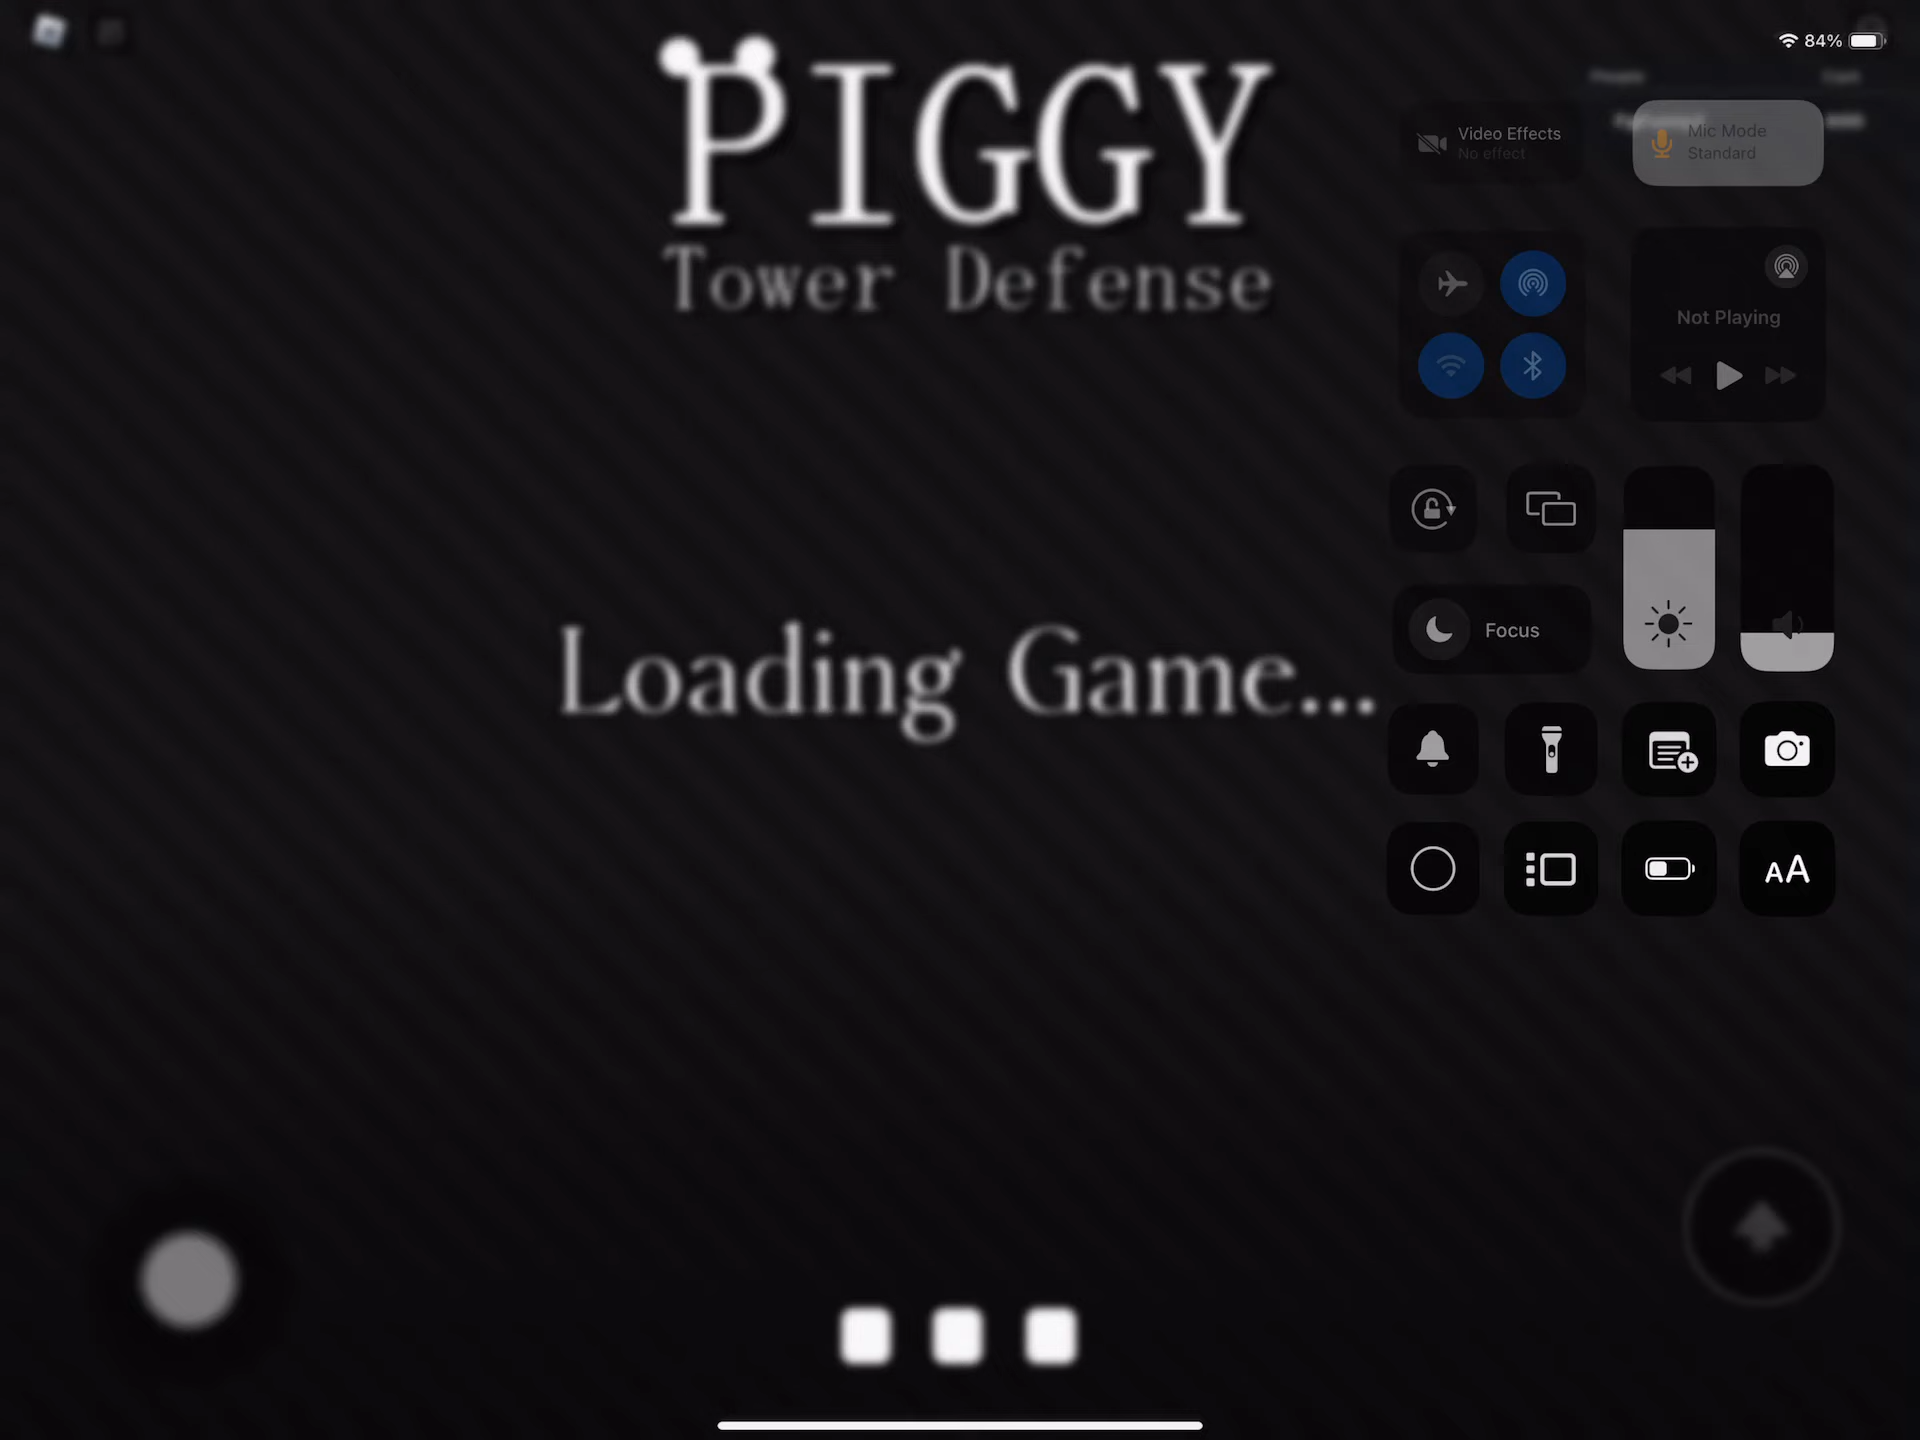 84%
PIGGY
Tower Defense
Video Effects
No effect
Mic Mode
Standard
Not Playing
Loading Game...
Focus
AA